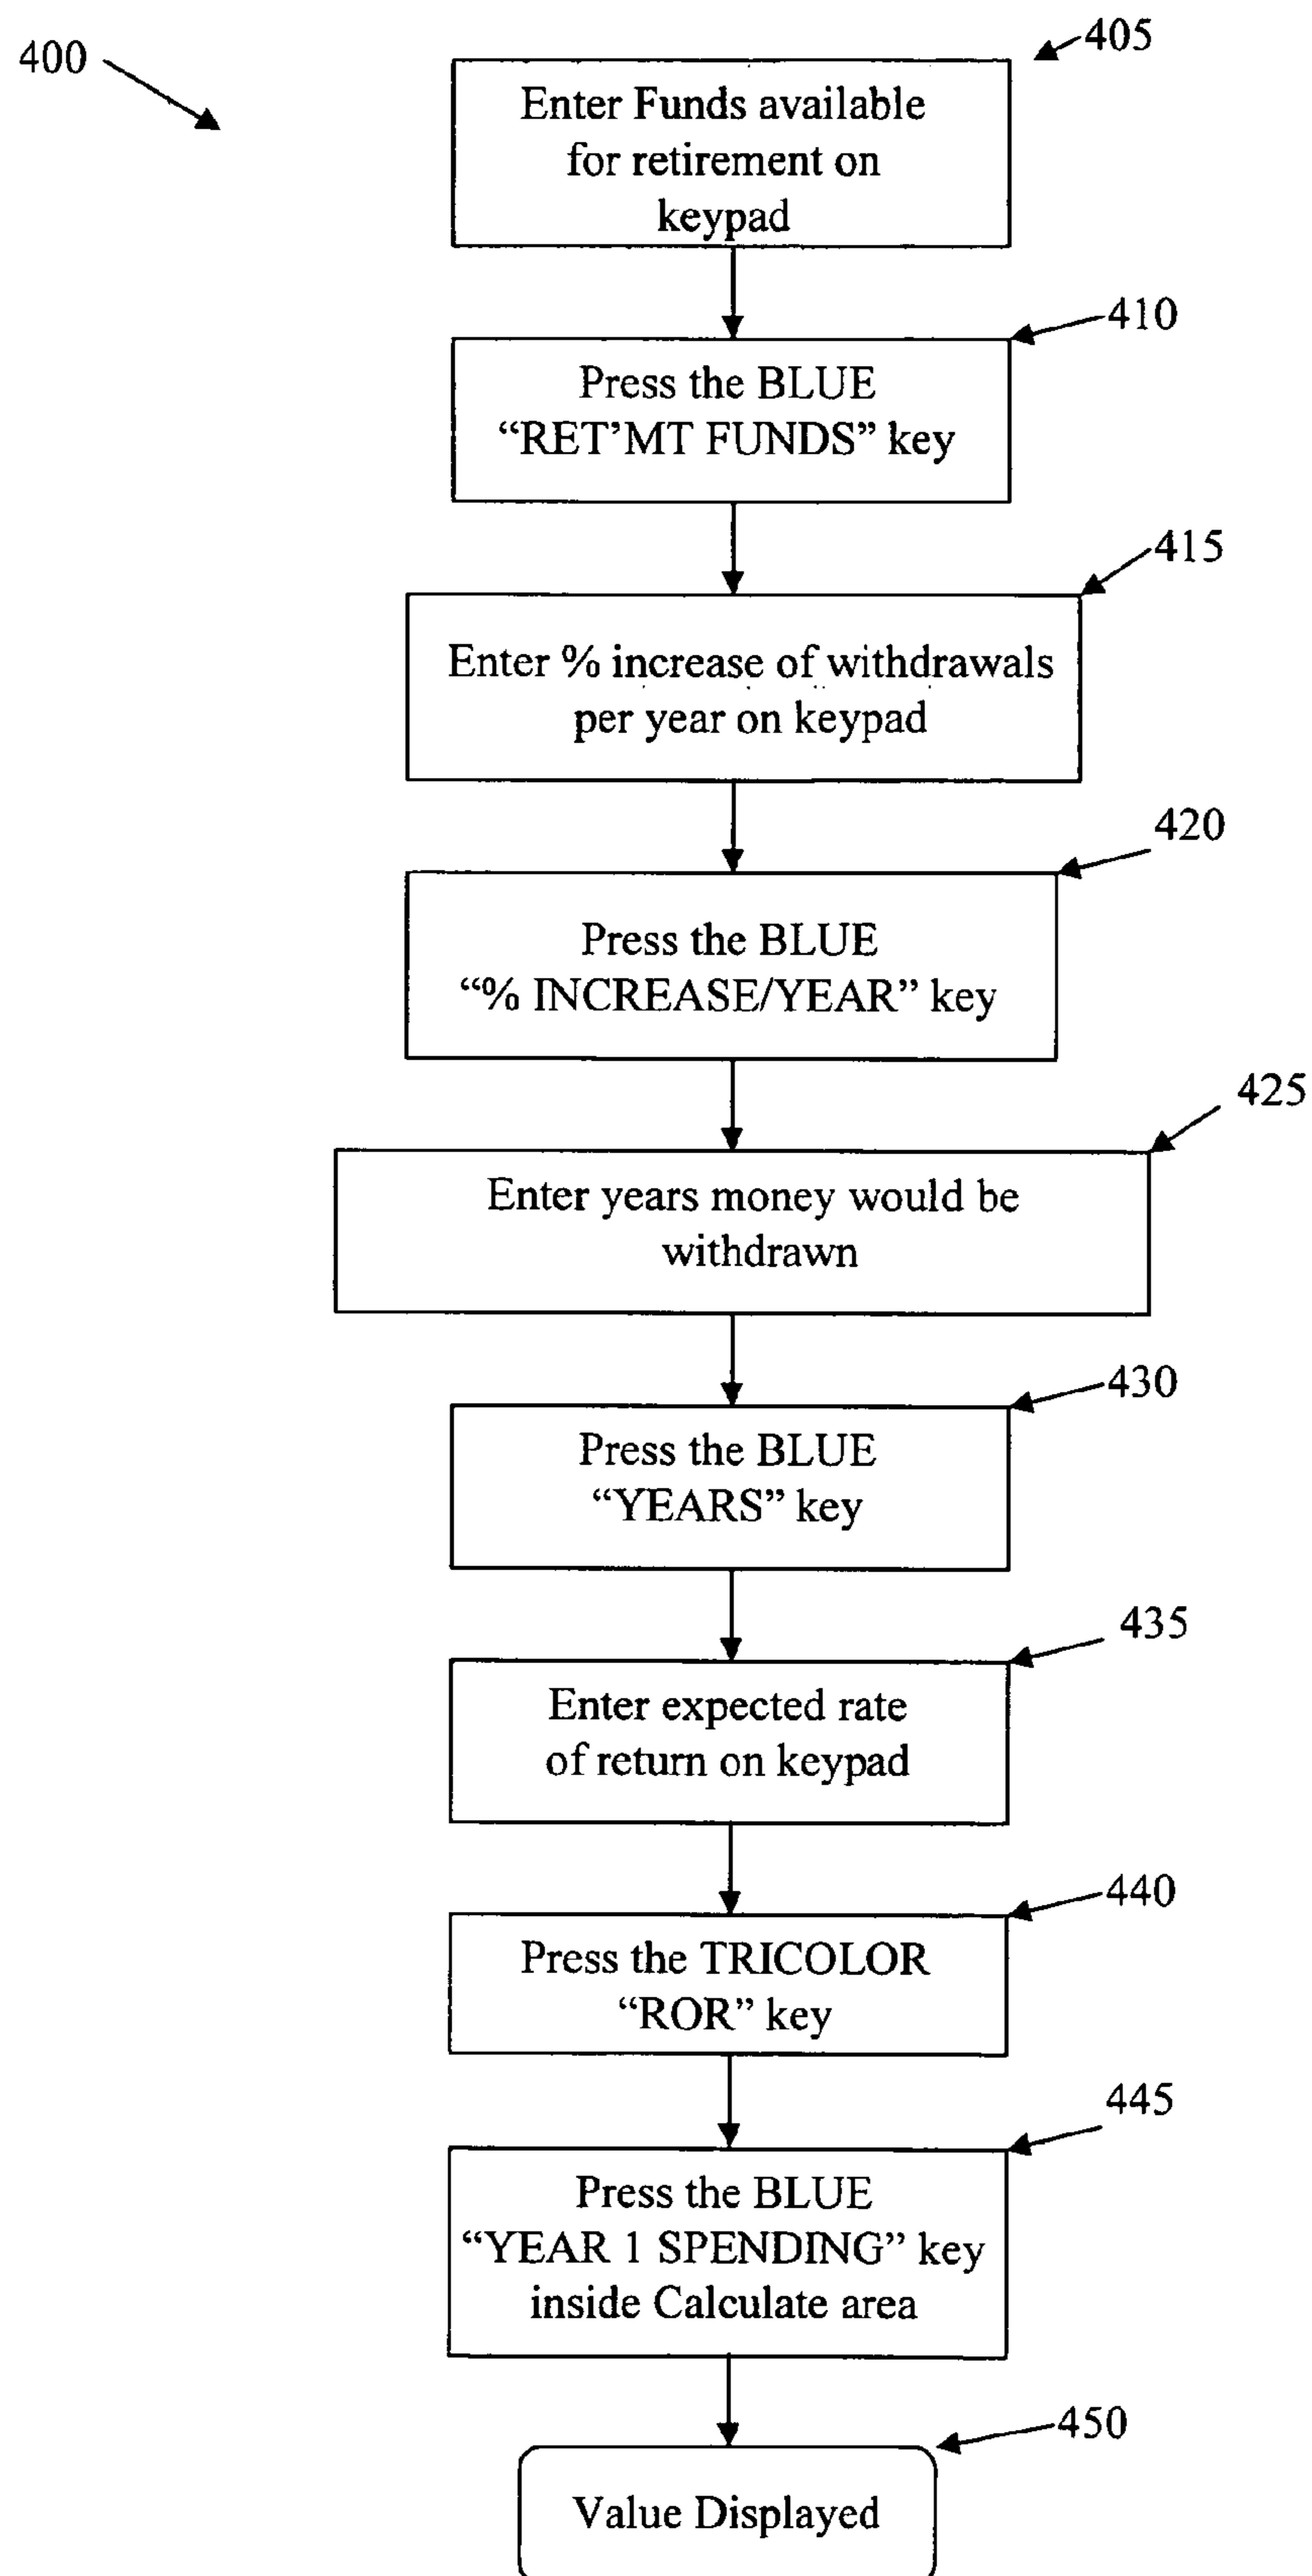 400
405
Enter Funds available
for retirement on
keypad
410
Press the BLUE
“RET’MT FUNDS” key
415
Enter % increase of withdrawals
per year on keypad
420
Press the BLUE
“% INCREASE/YEAR” key
425
Enter years money would be
withdrawn
430
Press the BLUE
“YEARS” key
435
Enter expected rate
of return on keypad
440
Press the TRICOLOR
“ROR” key
445
Press the BLUE
“YEAR 1 SPENDING” key
inside Calculate area
450
Value Displayed